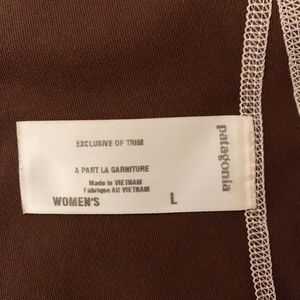 EXCLUSIVE OF TRIM
A PART LA GARNITURE
Made in VIETNAM
Fabriqué AU VIETNAM
WOMEN'S L
patagonia